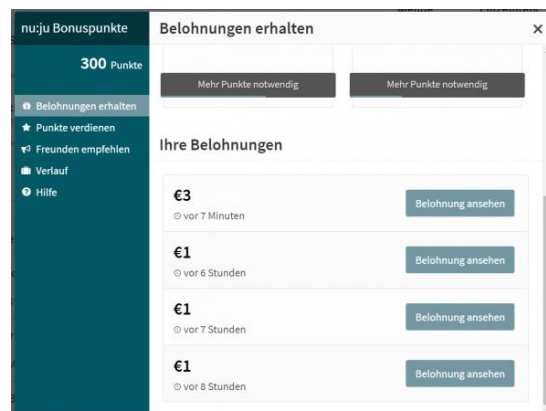 nu:ju Bonuspunkte
300 Punkte
Belohnungen erhalten
Punkte verdienen
Freunden empfehlen
Verlauf
Hilfe
Belohnungen erhalten
Mehr Punkte notwendig
Mehr Punkte notwendig
Ihre Belohnungen
€3
vor 7 Minuten
Belohnung ansehen
€1
vor 6 Stunden
Belohnung ansehen
€1
vor 7 Stunden
Belohnung ansehen
€1
vor 8 Stunden
Belohnung ansehen